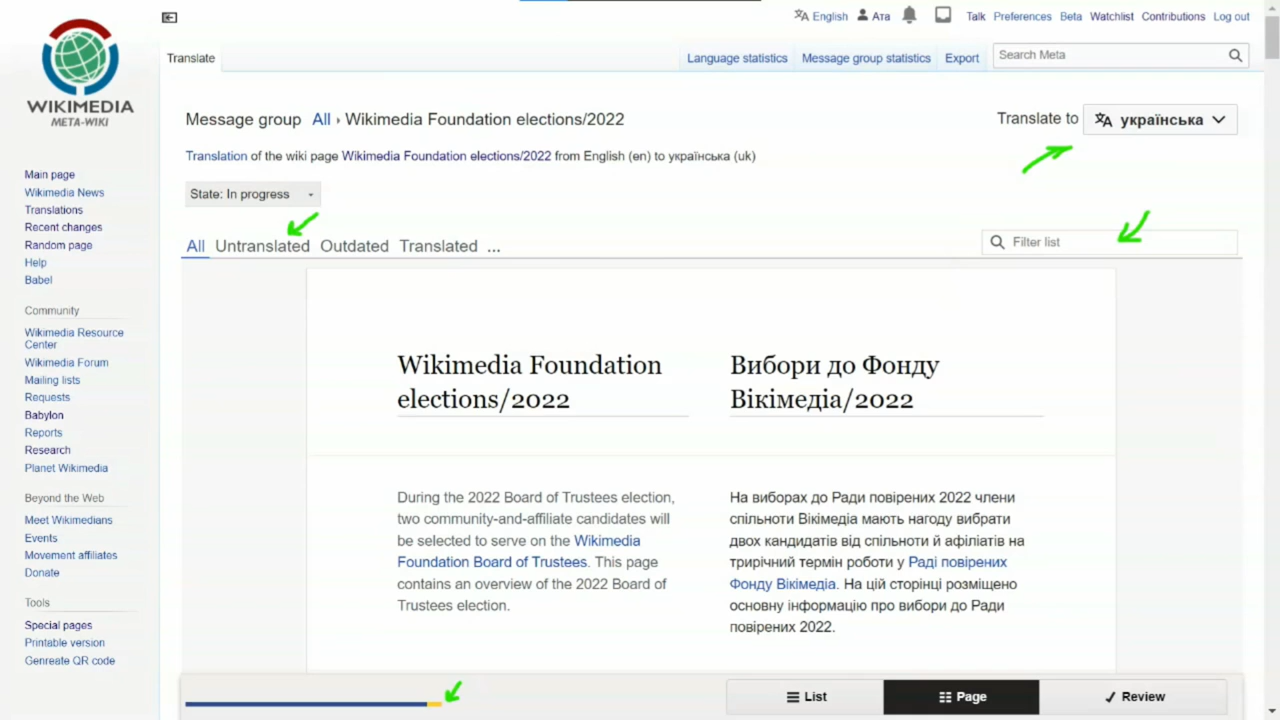 English Ата Talk Preferences Beta Watchlist Contributions Log out
Translate Language statistics Message group statistics Export Search Meta
WIKIMEDIA
META-WIKI
Message group All › Wikimedia Foundation elections/2022 Translate to українська
Translation of the wiki page Wikimedia Foundation elections/2022 from English (en) to українська (uk)
State: In progress
All Untranslated Outdated Translated ... Filter list
Main page
Wikimedia News
Translations
Recent changes
Random page
Help
Babel
Community
Wikimedia Resource
Center
Wikimedia Forum
Mailing lists
Requests
Babylon
Reports
Research
Planet Wikimedia
Beyond the Web
Meet Wikimedians
Events
Movement affiliates
Donate
Tools
Special pages
Printable version
Genreate QR code
Wikimedia Foundation
elections/2022
Вибори до Фонду
Вікімедіа/2022
During the 2022 Board of Trustees election,
two community-and-affiliate candidates will
be selected to serve on the Wikimedia
Foundation Board of Trustees. This page
contains an overview of the 2022 Board of
Trustees election.
На виборах до Ради повірених 2022 члени
спільноти Вікімедіа мають нагоду вибрати
двох кандидатів від спільноти й афіліатів на
трирічний термін роботи у Раді повірених
Фонду Вікімедіа. На цій сторінці розміщено
основну інформацію про вибори до Ради
повірених 2022.
List Page Review